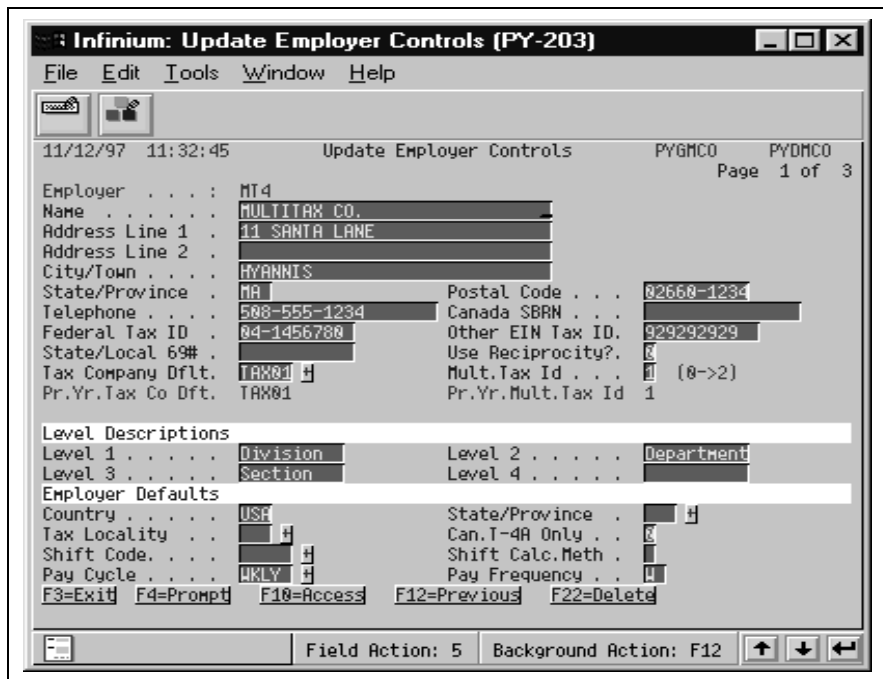 Infinium: Update Employer Controls (PY-203)
File Edit Tools Window Help
11/12/97 11:32:45 Update Employer Controls PYGMCO PYDMCO
Page 1 of 3
Employer . . . : MT4
Name . . . . . . MULTITAX CO.
Address Line 1 . 11 SANTA LANE
Address Line 2 .
City/Town . . . . HYANNIS
State/Province . MA Postal Code . . . 02660-1234
Telephone . . . . 508-555-1234 Canada SBRN . . .
Federal Tax ID . 04-1456780 Other EIN Tax ID. 929292929
State/Local 69# . Use Reciprocity?.
Tax Company Dflt. TAX01 + Mult.Tax Id . . . 1 (0->2)
Pr.Yr.Tax Co Dft. TAX01 Pr.Yr.Mult.Tax Id 1
Level Descriptions
Level 1 . . . . . Division Level 2 . . . . . Department
Level 3 . . . . . Section Level 4 . . . . .
Employer Defaults
Country . . . . . USA State/Province . +
Tax Locality . . + Can.T-4A Only . .
Shift Code. . . . + Shift Calc.Meth .
Pay Cycle . . . . WKLY + Pay Frequency . . W
F3=Exit F4=Prompt F10=Access F12=Previous F22=Delete
Field Action: 5 Background Action: F12